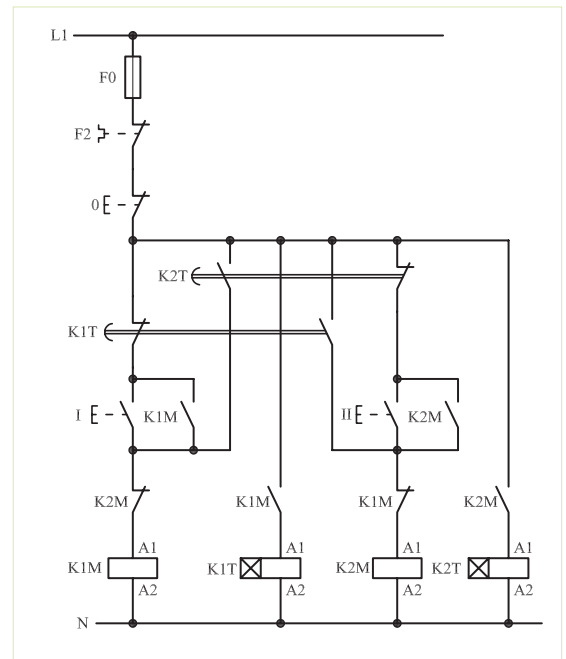 L1
F0
F2
0
K2T
K1T
I K1M II K2M
K2M K1M K1M K2M
A1 A1 A1 A1
K1M K1T K2M K2T
A2 A2 A2 A2
N